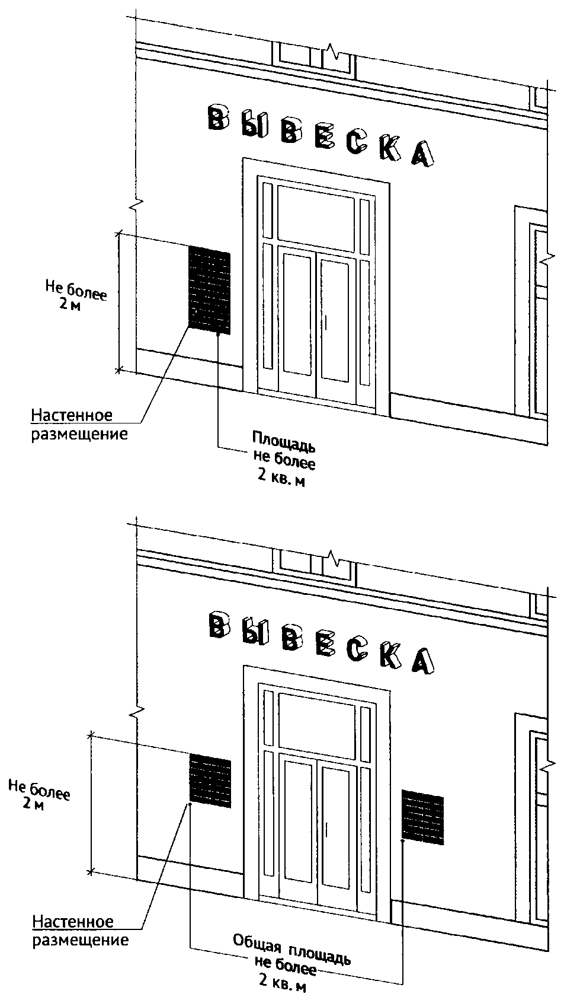 ВЫВЕСКА
Не более
2 м
Настенное
размещение
Площадь
не более
2 кв. м
ВЫВЕСКА
Не более
2 м
Настенное
размещение
Общая площадь
не более
2 кв. м